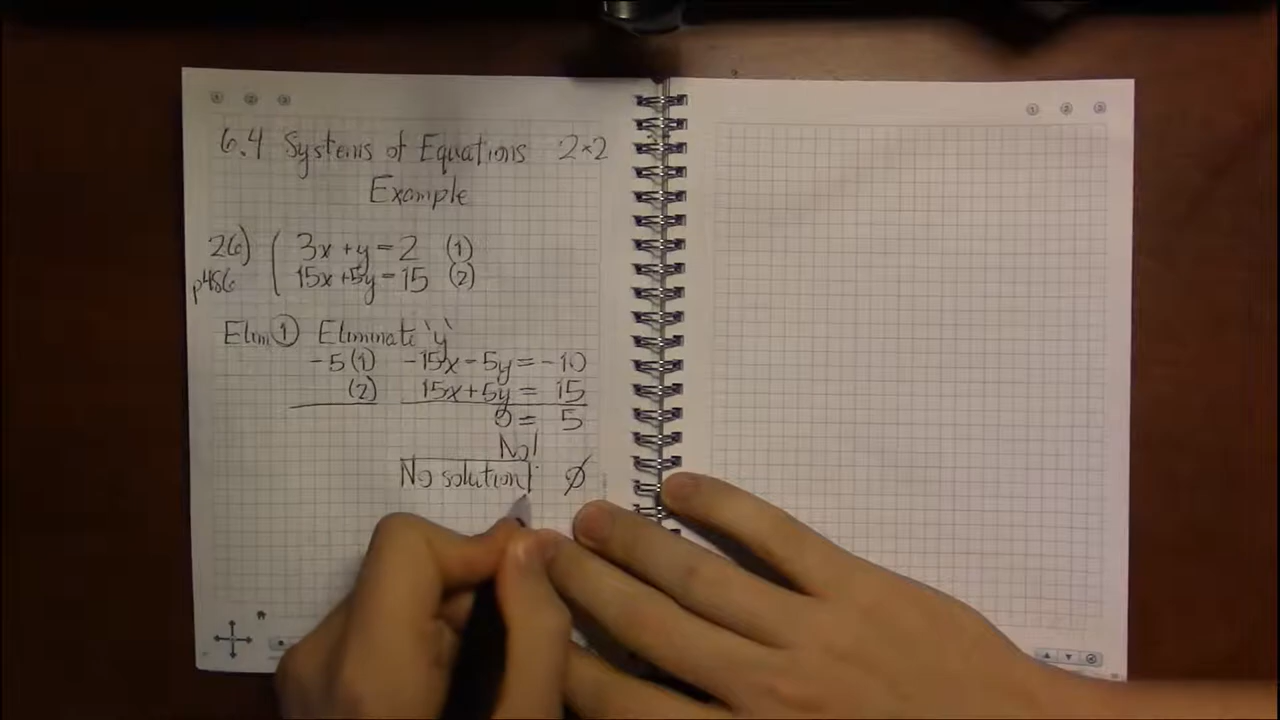 6.4 Systems of Equations 2×2
Example
26) 3x + y = 2 (1)
p486 15x + 5y = 15 (2)
Elim ① Eliminate 'y'
-5(1) -15x - 5y = -10
(2) 15x + 5y = 15
0 = 5
No!
No solution! ∅